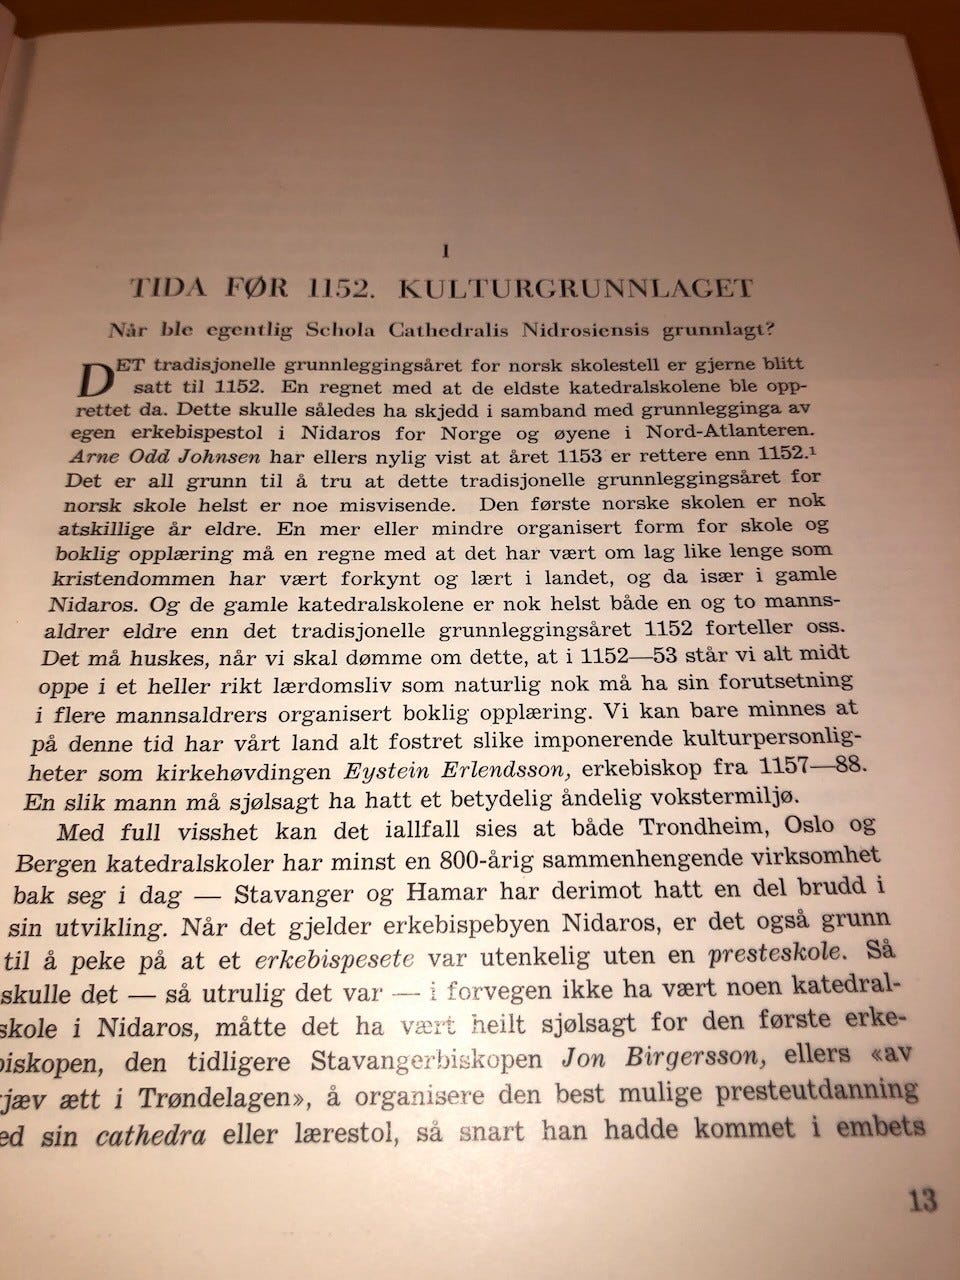 I
TIDA FØR 1152. KULTURGRUNNLAGET
Når ble egentlig Schola Cathedralis Nidrosiensis grunnlagt?
DET tradisjonelle grunnleggingsåret for norsk skolestell er gjerne blitt
satt til 1152. En regnet med at de eldste katedralskolene ble opp-
rettet da. Dette skulle således ha skjedd i samband med grunnlegginga av
egen erkebispestol i Nidaros for Norge og øyene i Nord-Atlanteren.
Arne Odd Johnsen har ellers nylig vist at året 1153 er rettere enn 1152.¹
Det er all grunn til å tru at dette tradisjonelle grunnleggingsåret for
norsk skole helst er noe misvisende. Den første norske skolen er nok
atskillige år eldre. En mer eller mindre organisert form for skole og
boklig opplæring må en regne med at det har vært om lag like lenge som
kristendommen har vært forkynt og lært i landet, og da især i gamle
Nidaros. Og de gamle katedralskolene er nok helst både en og to manns-
aldrer eldre enn det tradisjonelle grunnleggingsåret 1152 forteller oss.
Det må huskes, når vi skal dømme om dette, at i 1152—53 står vi alt midt
oppe i et heller rikt lærdomsliv som naturlig nok må ha sin forutsetning
i flere mannsaldrers organisert boklig opplæring. Vi kan bare minnes at
på denne tid har vårt land alt fostret slike imponerende kulturpersonlig-
heter som kirkehøvdingen Eystein Erlendsson, erkebiskop fra 1157—88.
En slik mann må sjølsagt ha hatt et betydelig åndelig vokstermiljø.
Med full visshet kan det iallfall sies at både Trondheim, Oslo og
Bergen katedralskoler har minst en 800-årig sammenhengende virksomhet
bak seg i dag — Stavanger og Hamar har derimot hatt en del brudd i
sin utvikling. Når det gjelder erkebispebyen Nidaros, er det også grunn
til å peke på at et erkebispesete var utenkelig uten en presteskole. Så
skulle det — så utrulig det var — i forvegen ikke ha vært noen katedral-
skole i Nidaros, måtte det ha vært heilt sjølsagt for den første erke-
biskopen, den tidligere Stavangerbiskopen Jon Birgersson, ellers «av
jæv ætt i Trøndelagen», å organisere den best mulige presteutdanning
ed sin cathedra eller lærestol, så snart han hadde kommet i embets
13